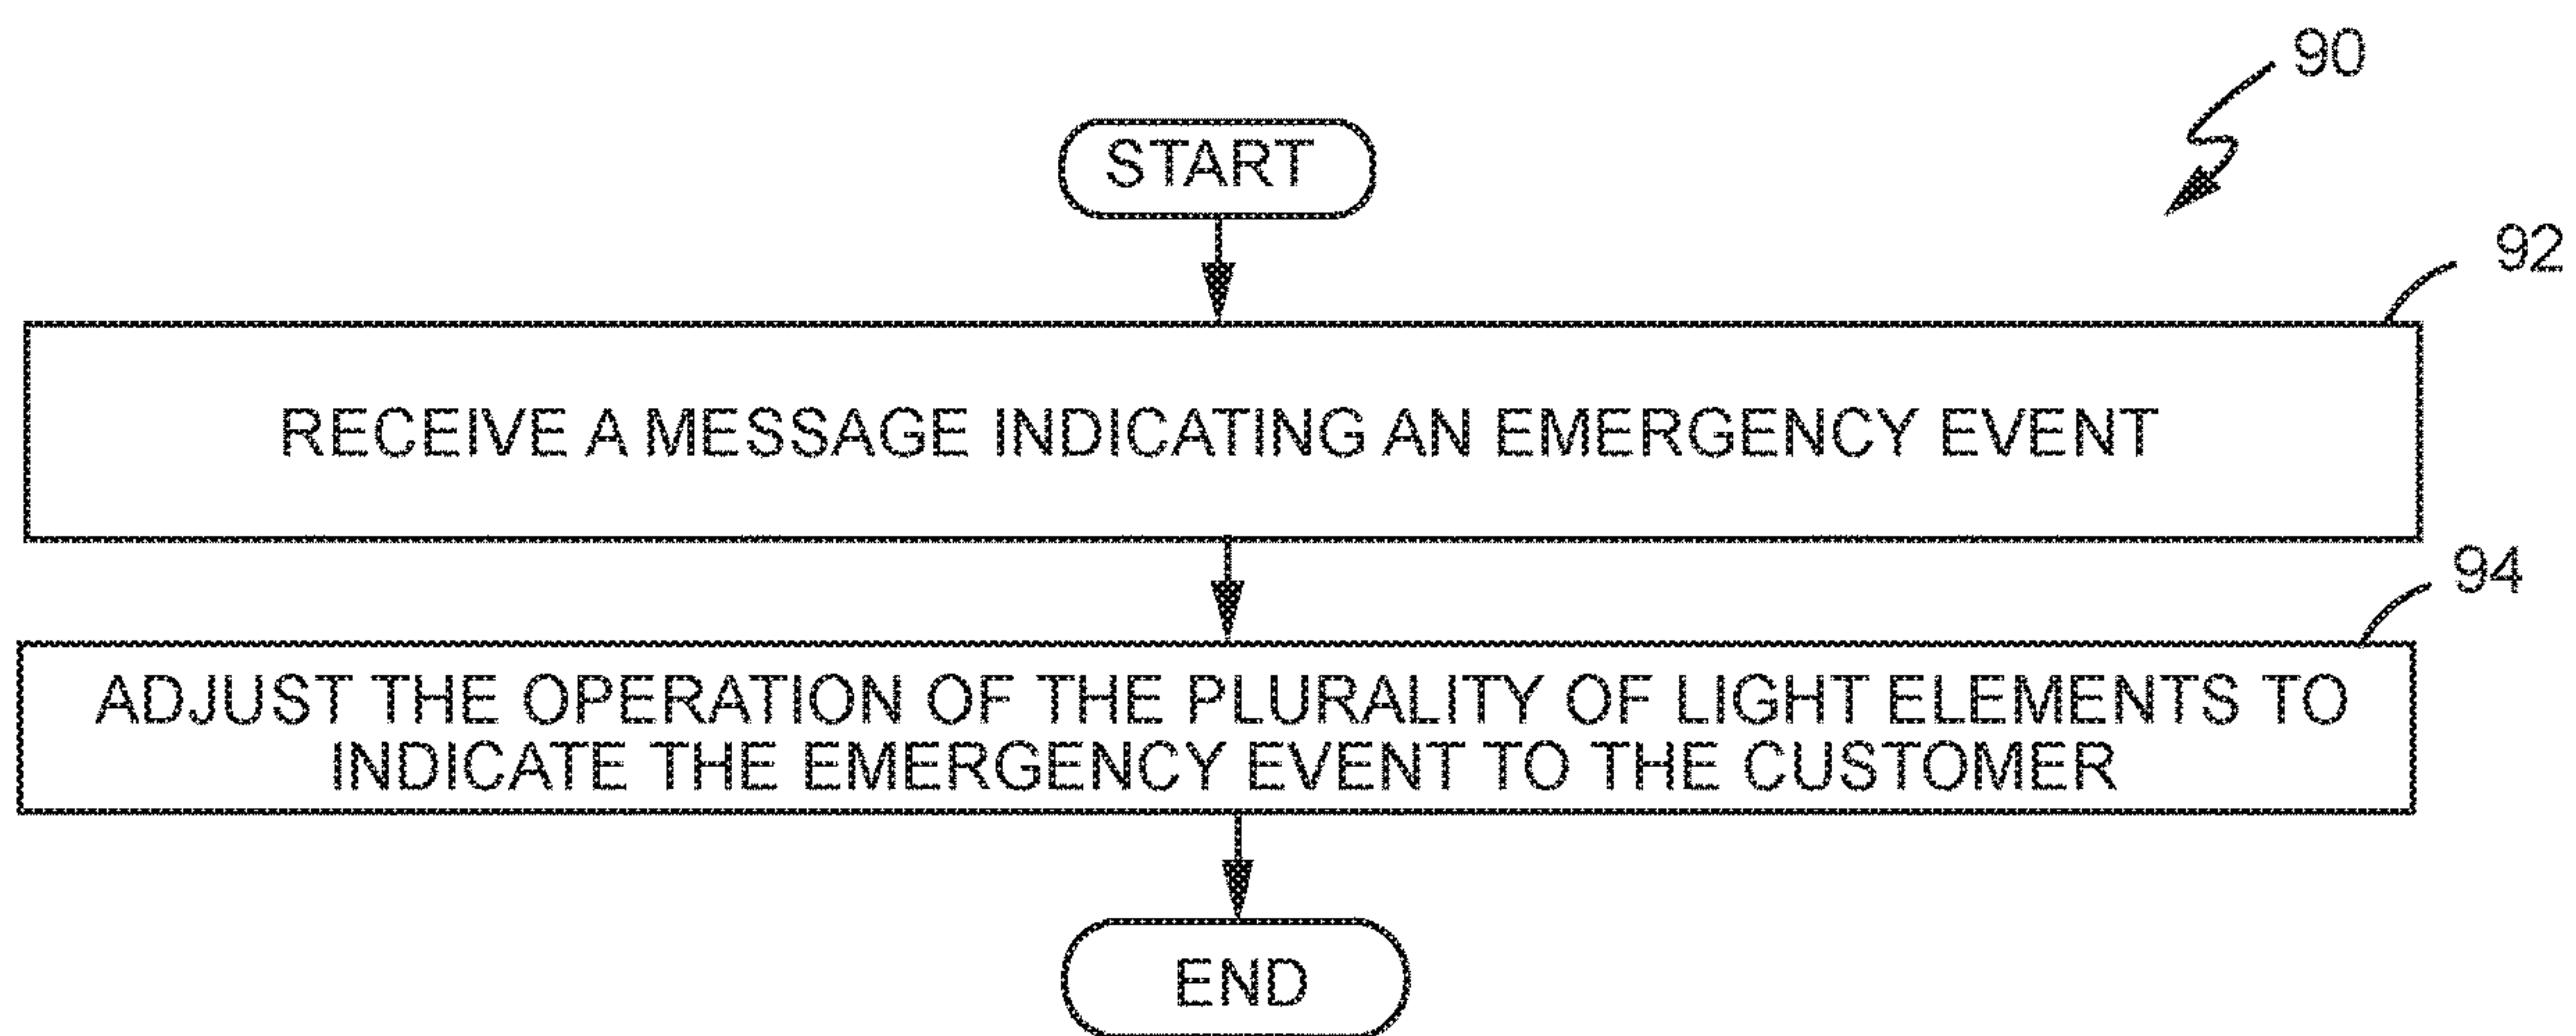 90
START
92
RECEIVE A MESSAGE INDICATING AN EMERGENCY EVENT
94
ADJUST THE OPERATION OF THE PLURALITY OF LIGHT ELEMENTS TO
INDICATE THE EMERGENCY EVENT TO THE CUSTOMER
END